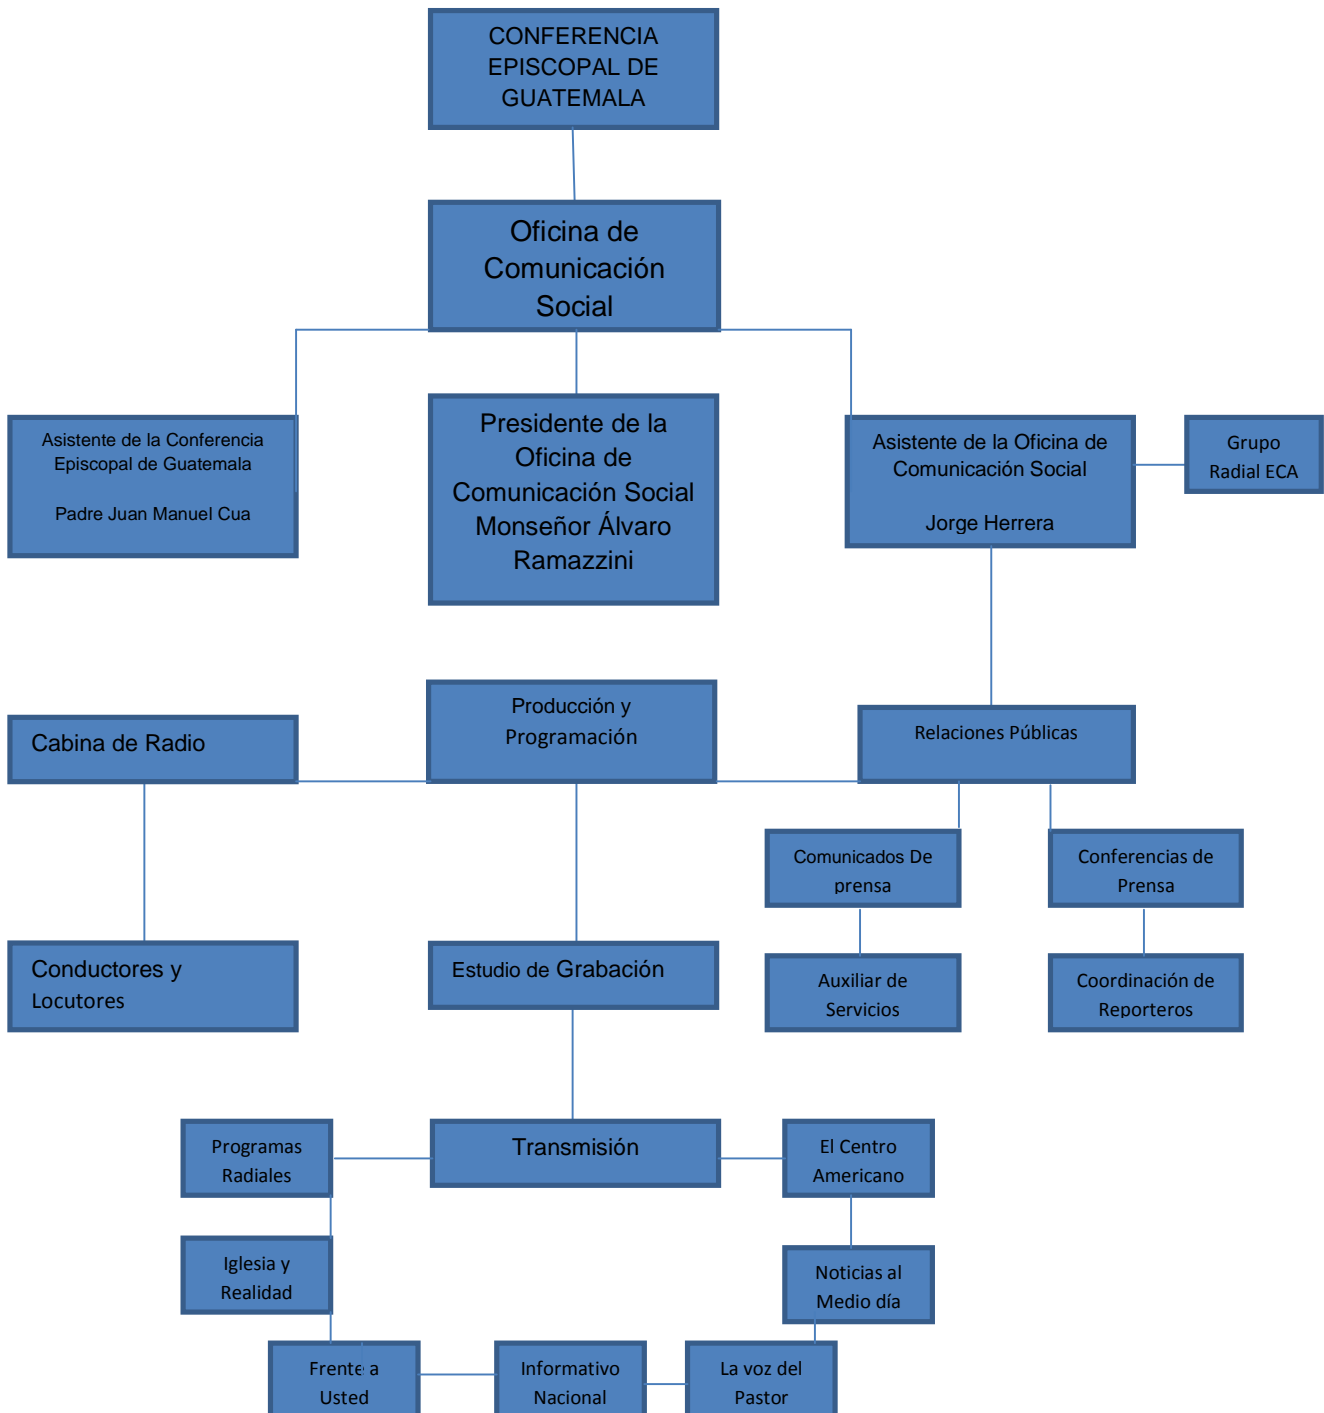 CONFERENCIA
EPISCOPAL DE
GUATEMALA
Oficina de
Comunicación
Social
Asistente de la Conferencia
Episcopal de Guatemala
Padre Juan Manuel Cua
Presidente de la
Oficina de
Comunicación Social
Monseñor Álvaro
Ramazzini
Asistente de la Oficina de
Comunicación Social
Jorge Herrera
Grupo
Radial ECA
Cabina de Radio
Producción y
Programación
Relaciones Públicas
Comunicados De
prensa
Conferencias de
Prensa
Conductores y
Locutores
Estudio de Grabación
Auxiliar de
Servicios
Coordinación de
Reporteros
Programas
Radiales
Transmisión
El Centro
Americano
Iglesia y
Realidad
Noticias al
Medio día
Frente a
Usted
Informativo
Nacional
La voz del
Pastor